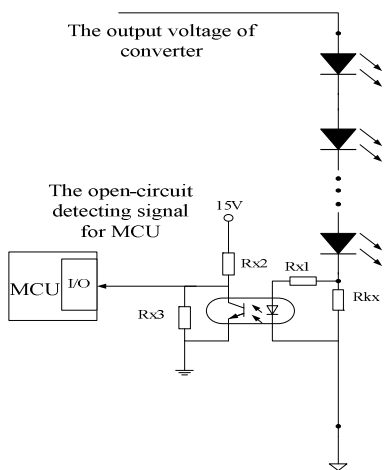 The output voltage of
converter
The open-circuit
detecting signal
for MCU
15V
Rx2
Rx1
I/O
MCU
Rkx
Rx3